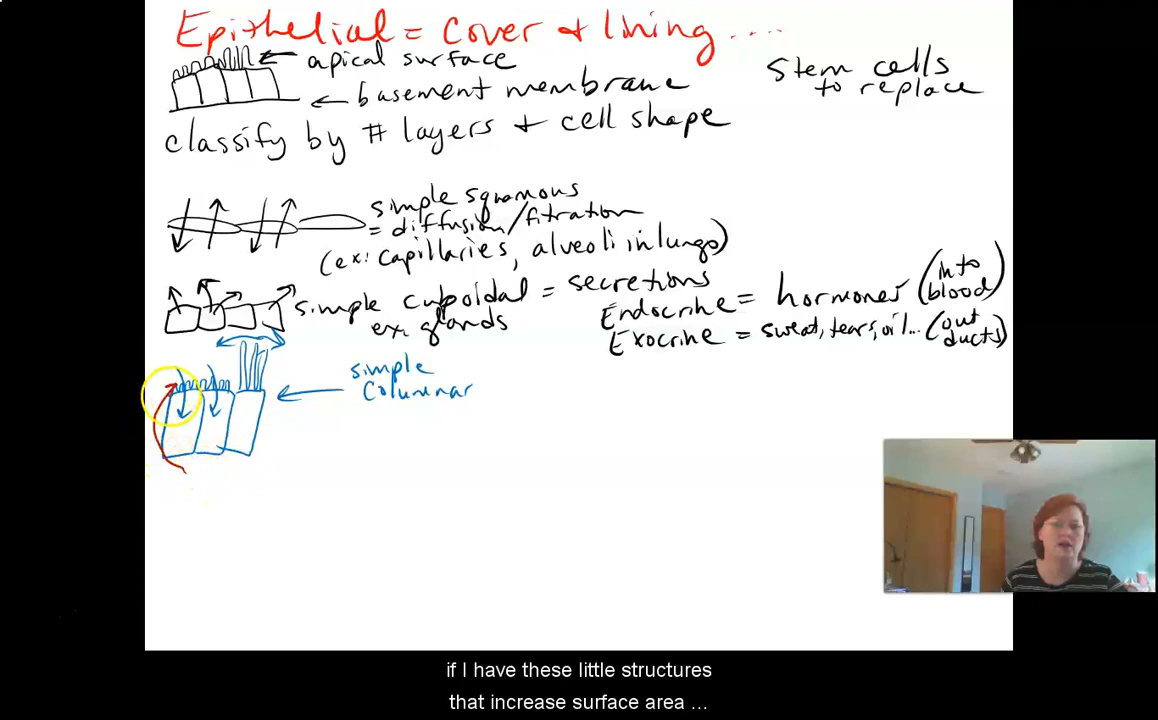 Epithelial = Cover & lining....
apical surface
basement membrane
Stem cells
to replace
classify by # layers & cell shape
simple squamous
= diffusion/fitration
(ex: capillaries, alveoli in lungs)
simple cuboidal = secretions
ex: glands
Endocrine = hormones (into
blood)
Exocrine = sweat, tears, oil... (out
ducts)
simple
Columnar
if I have these little structures
that increase surface area ...